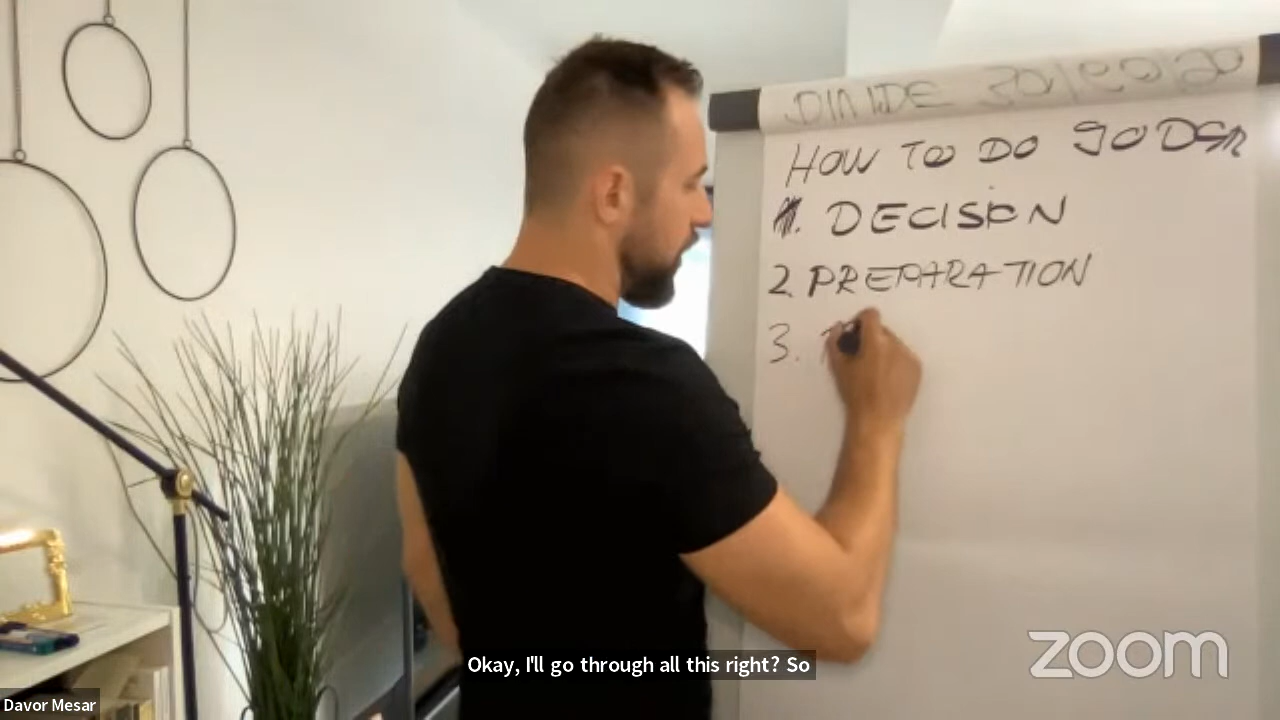 HOW TO DO 90DSR
1. DECISION
2. PREPARATION
3.
Okay, I'll go through all this right? So
zoom
Davor Mesar